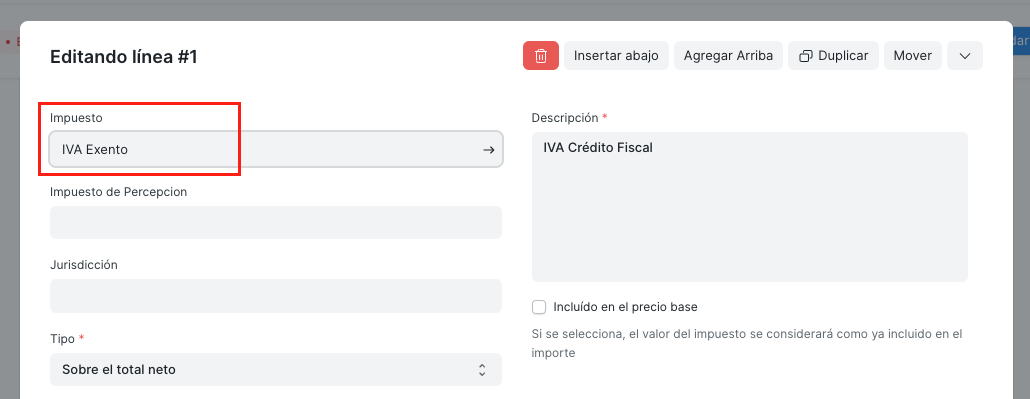 Editando línea #1
Insertar abajo
Agregar Arriba
Duplicar
Mover
Impuesto
IVA Exento
Impuesto de Percepcion
Jurisdicción
Tipo *
Sobre el total neto
Descripción *
IVA Crédito Fiscal
Incluído en el precio base
Si se selecciona, el valor del impuesto se considerará como ya incluido en el
importe